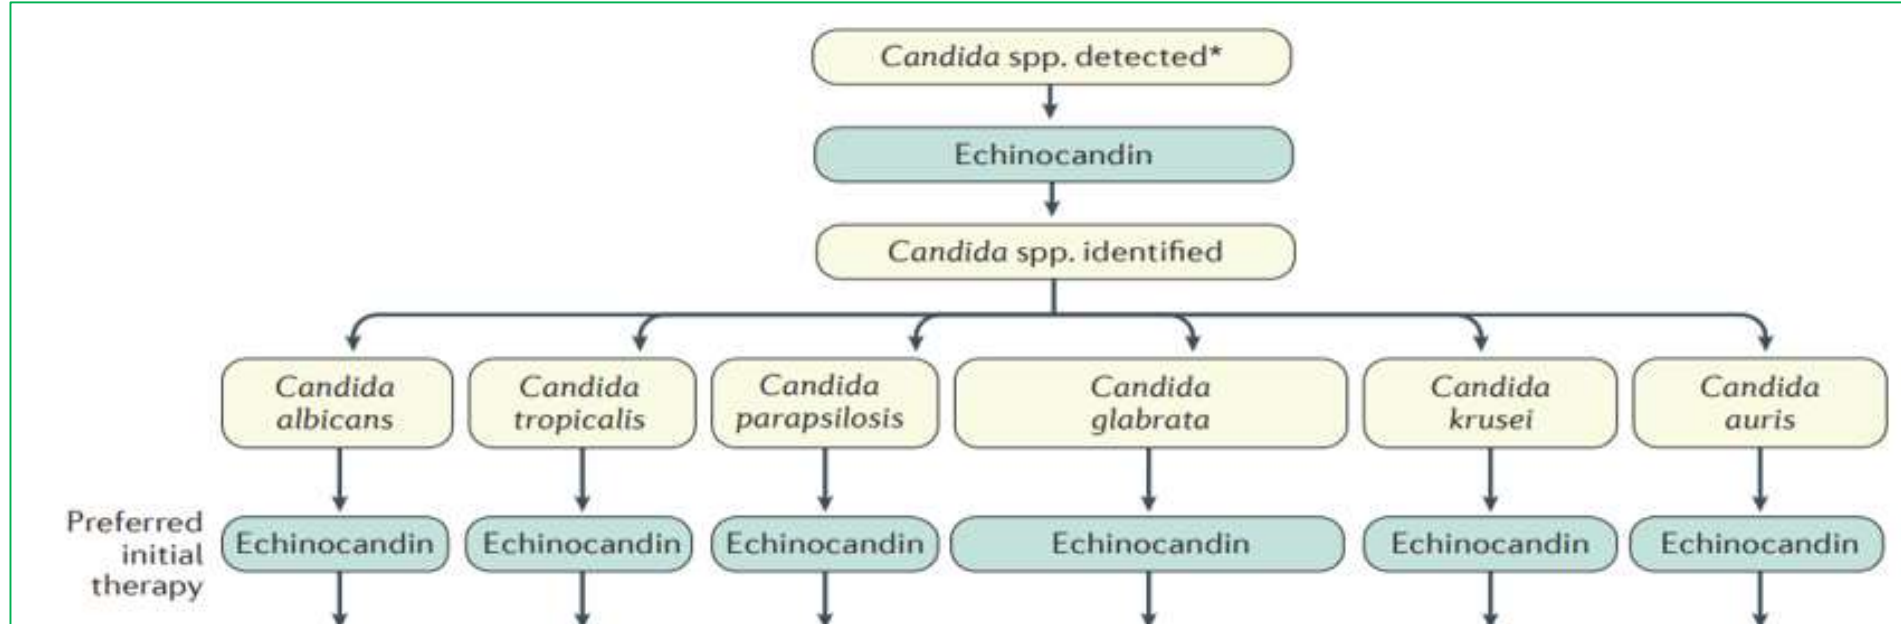 Candida spp. detected*
Echinocandin
Candida spp. identified
Candida
albicans
Candida
tropicalis
Candida
parapsilosis
Candida
glabrata
Candida
krusei
Candida
auris
Preferred
initial
therapy
Echinocandin
Echinocandin
Echinocandin
Echinocandin
Echinocandin
Echinocandin